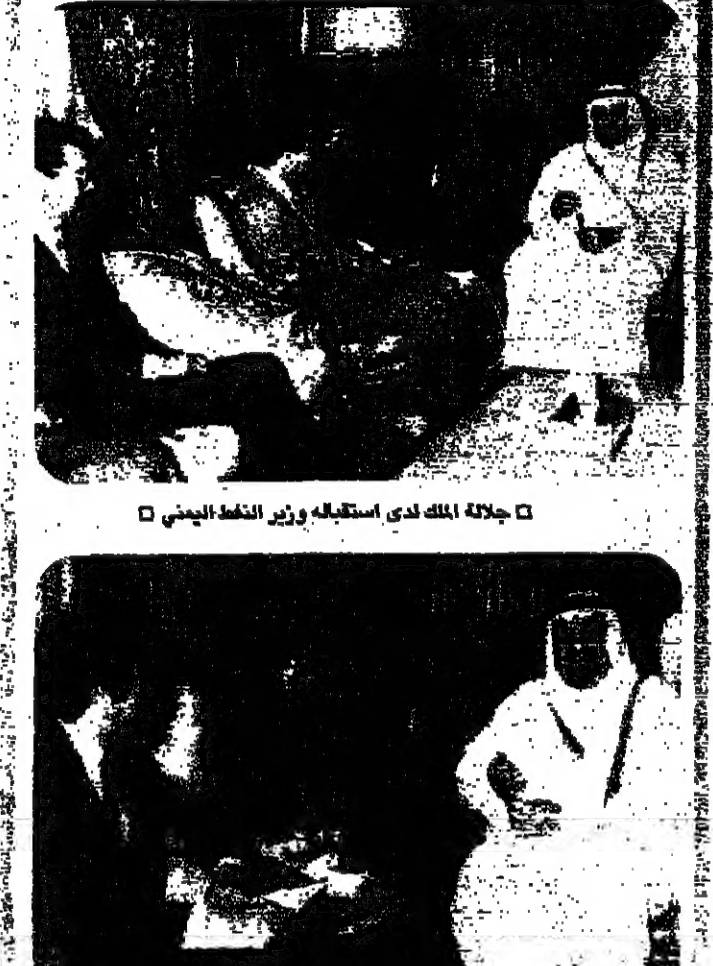 □ جلالة الملك لدى استقباله وزير النفط اليمني □